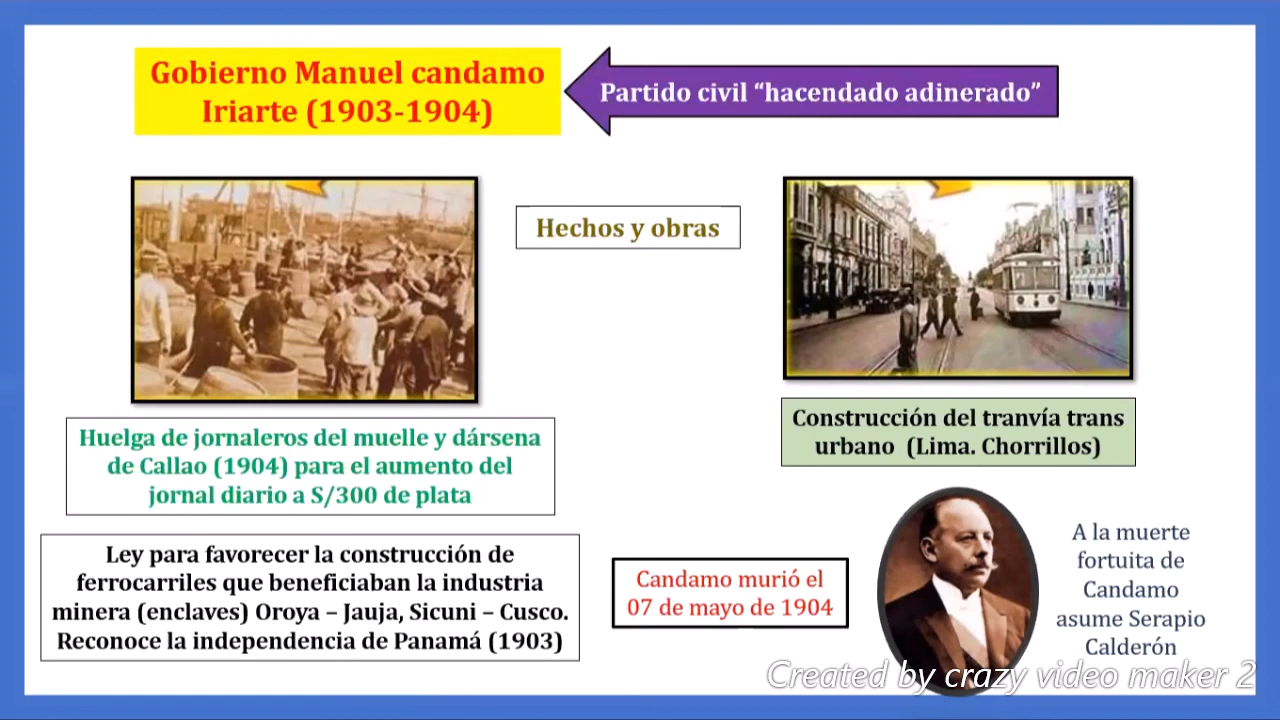 Gobierno Manuel candamo
Iriarte (1903-1904)
Partido civil “hacendado adinerado”
Hechos y obras
Huelga de jornaleros del muelle y dársena
de Callao (1904) para el aumento del
jornal diario a S/300 de plata
Construcción del tranvía trans
urbano (Lima. Chorrillos)
Ley para favorecer la construcción de
ferrocarriles que beneficiaban la industria
minera (enclaves) Oroya – Jauja, Sicuni – Cusco.
Reconoce la independencia de Panamá (1903)
Candamo murió el
07 de mayo de 1904
A la muerte
fortuita de
Candamo
asume Serapio
Calderón
Created by crazy video maker 2